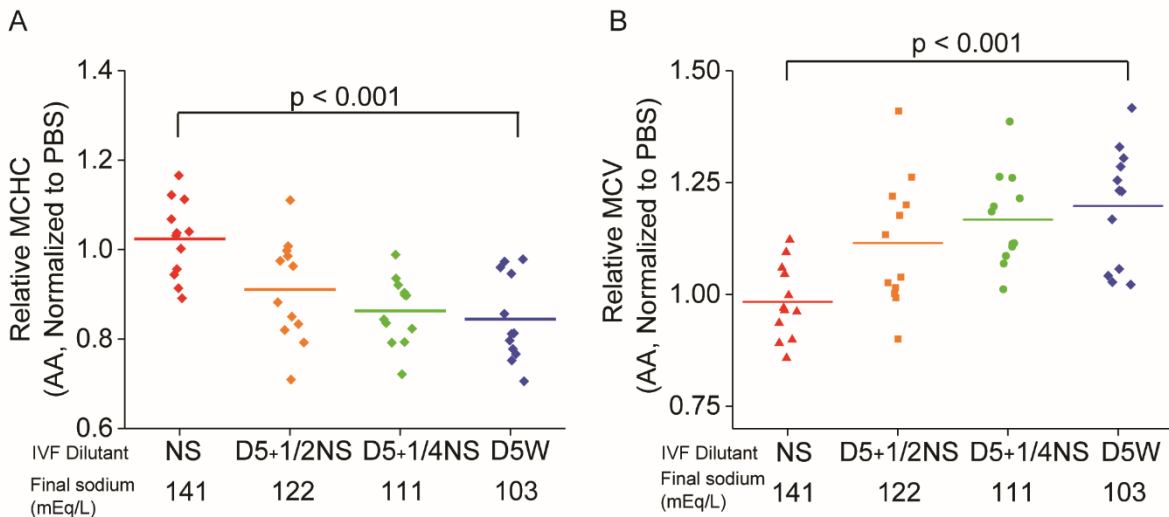 A
p < 0.001
Relative MCHC
(AA, Normalized to PBS)
1.4
1.2
1.0
0.8
0.6
IVF Dilutant NS D5+1/2NS D5+1/4NS D5W
Final sodium 141 122 111 103
(mEq/L)
B
p < 0.001
Relative MCV
(AA, Normalized to PBS)
1.50
1.25
1.00
0.75
IVF Dilutant NS D5+1/2NS D5+1/4NS D5W
Final sodium 141 122 111 103
(mEq/L)